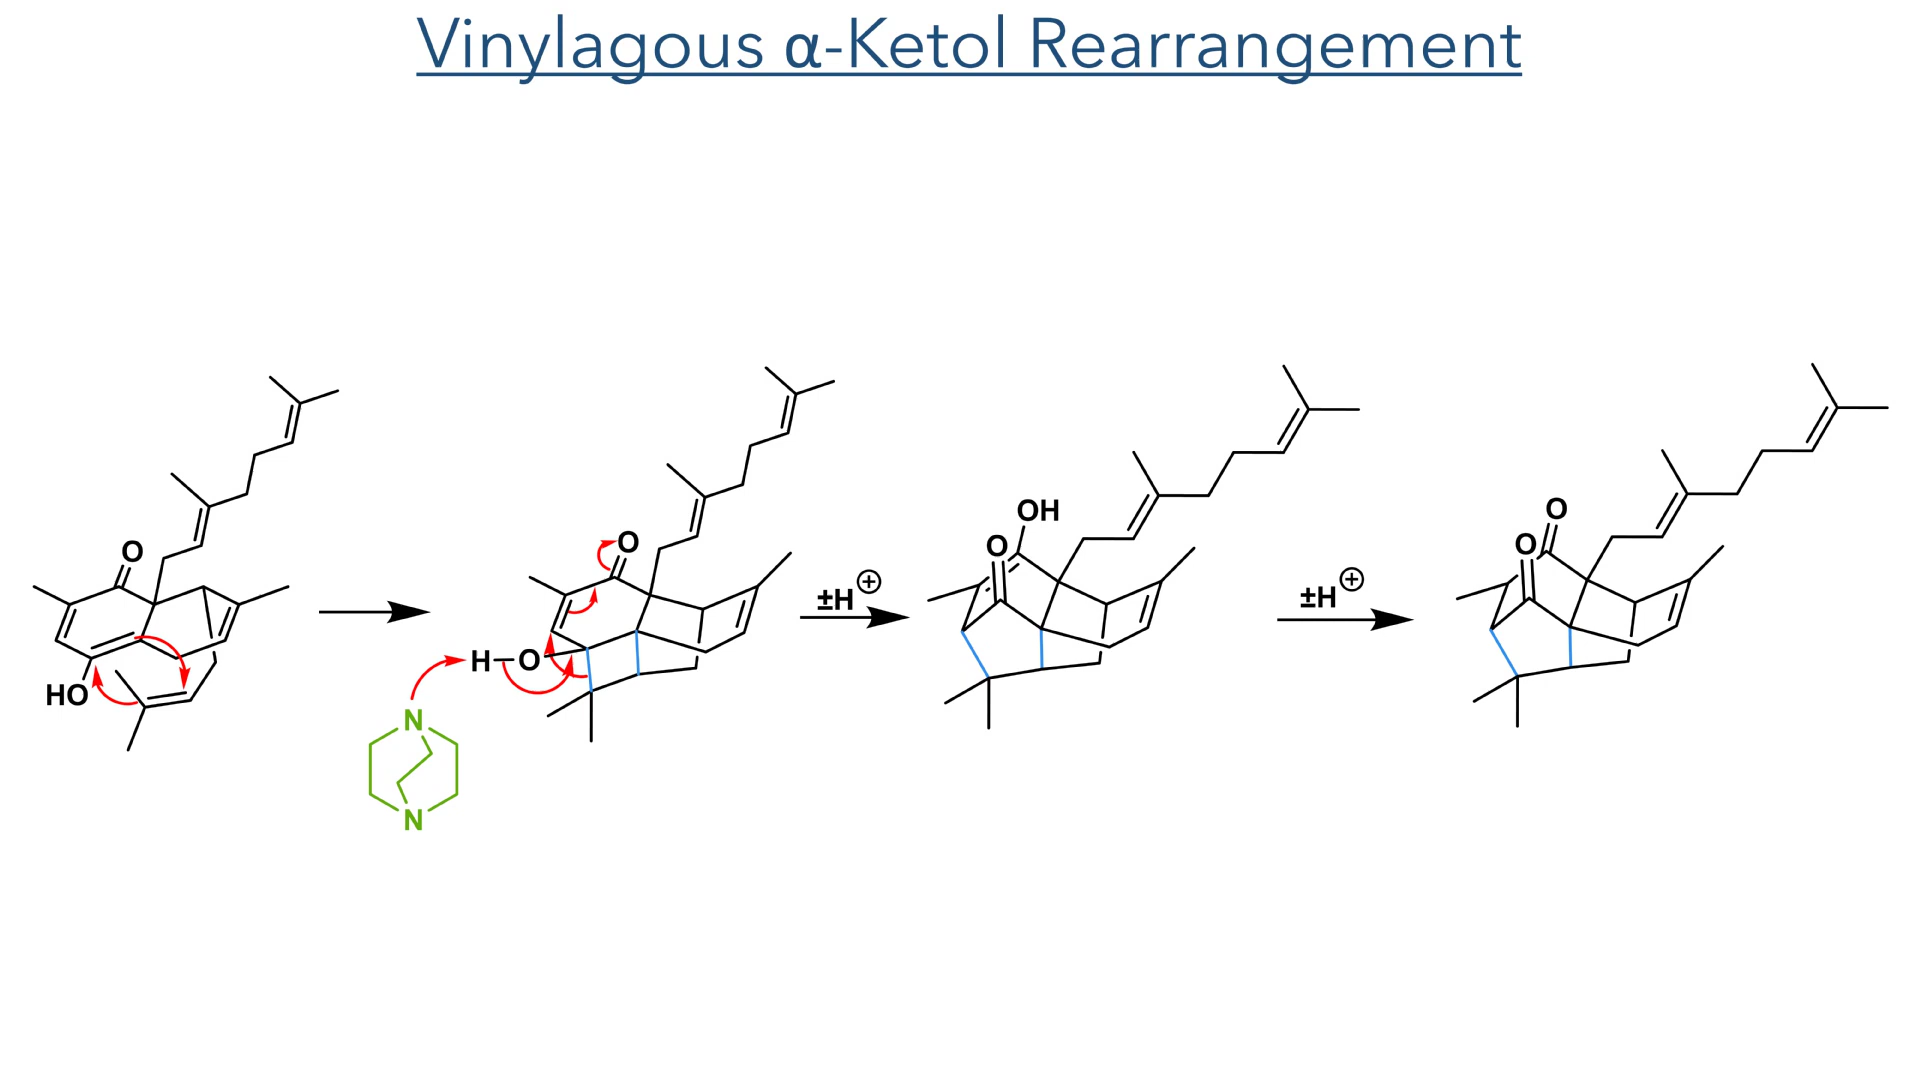 Vinylagous α-Ketol Rearrangement
O
HO
O
H
O
N
N
±H⊕
OH
O
±H⊕
O
O